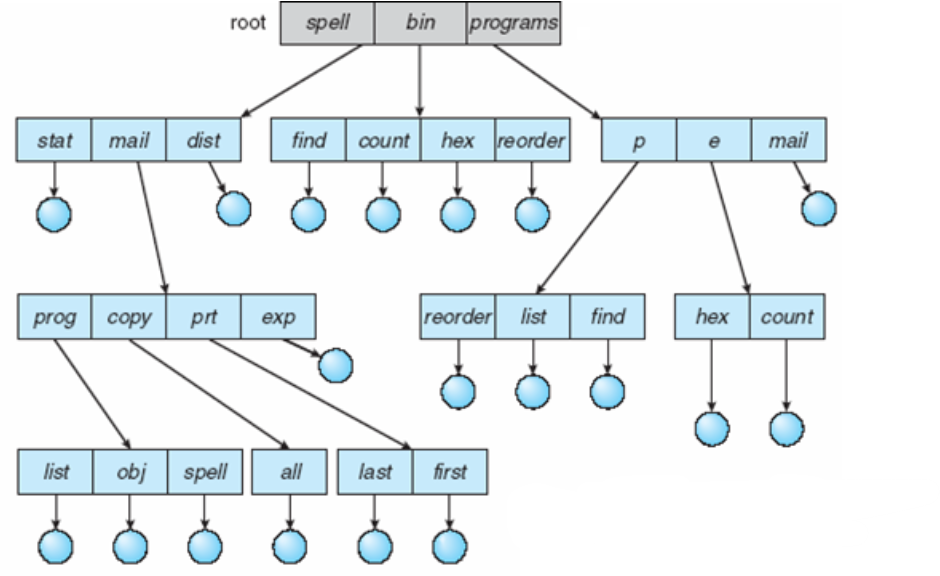 root spell bin programs
stat mail dist find count hex reorder p e mail
prog copy prt exp reorder list find hex count
list obj spell all last first